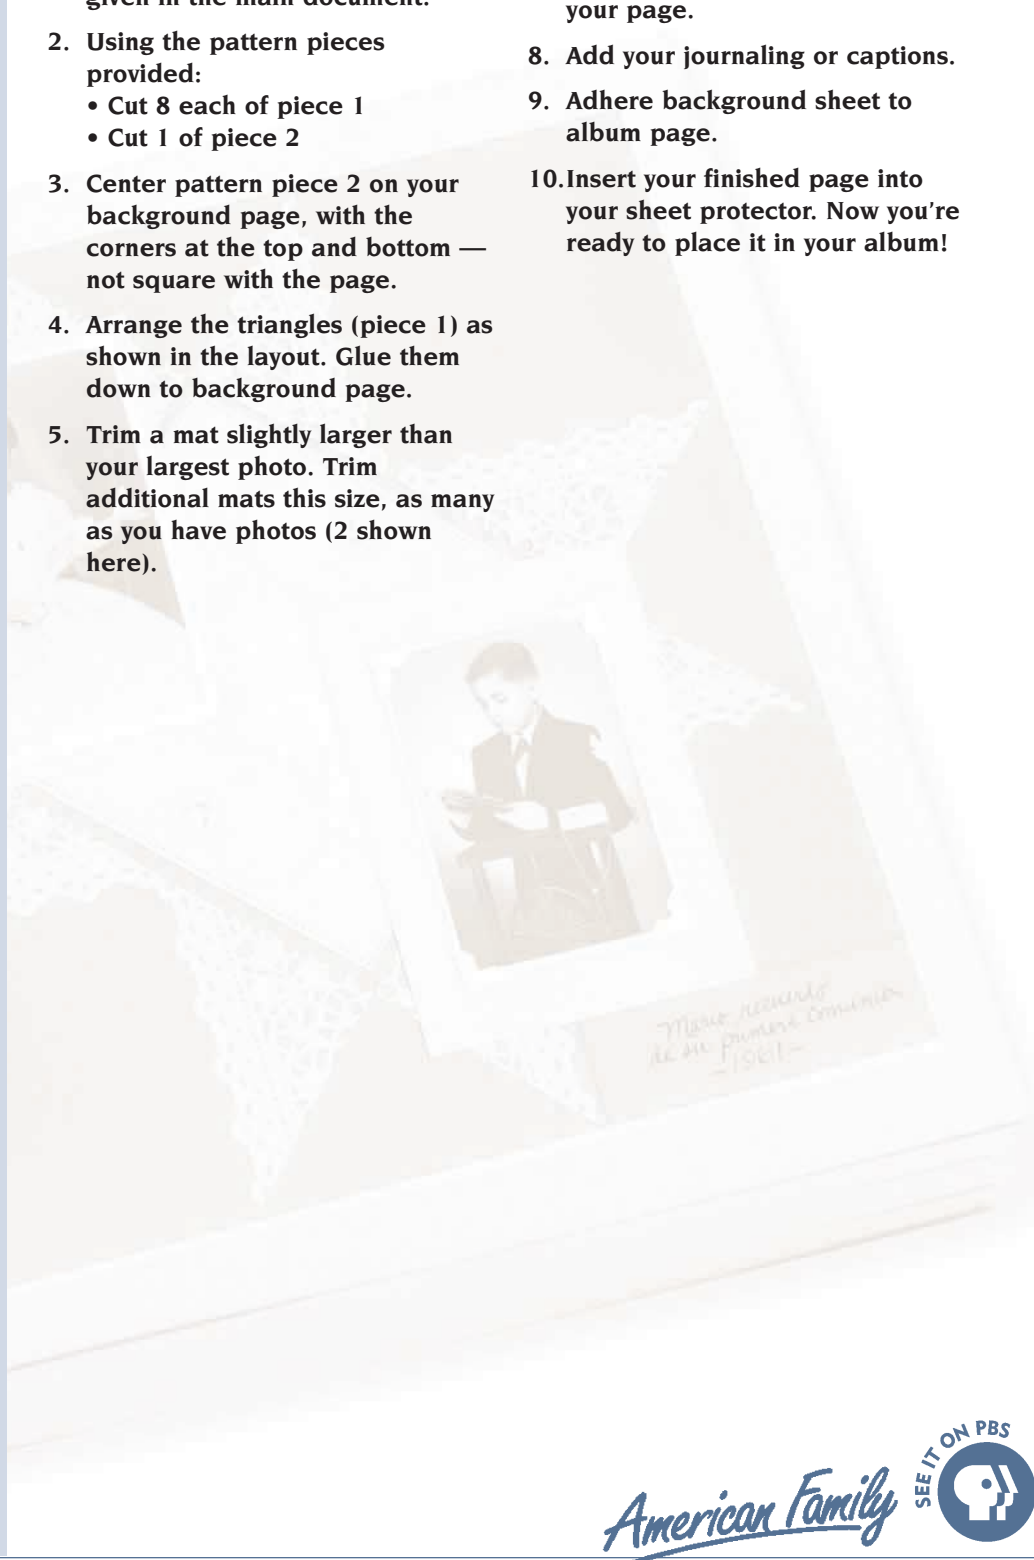 given in the main document.
2. Using the pattern pieces
provided:
• Cut 8 each of piece 1
• Cut 1 of piece 2
3. Center pattern piece 2 on your
background page, with the
corners at the top and bottom —
not square with the page.
4. Arrange the triangles (piece 1) as
shown in the layout. Glue them
down to background page.
5. Trim a mat slightly larger than
your largest photo. Trim
additional mats this size, as many
as you have photos (2 shown
here).
your page.
8. Add your journaling or captions.
9. Adhere background sheet to
album page.
10.Insert your finished page into
your sheet protector. Now you’re
ready to place it in your album!
de su primera comunion
-1961-
American Family
SEE IT ON PBS